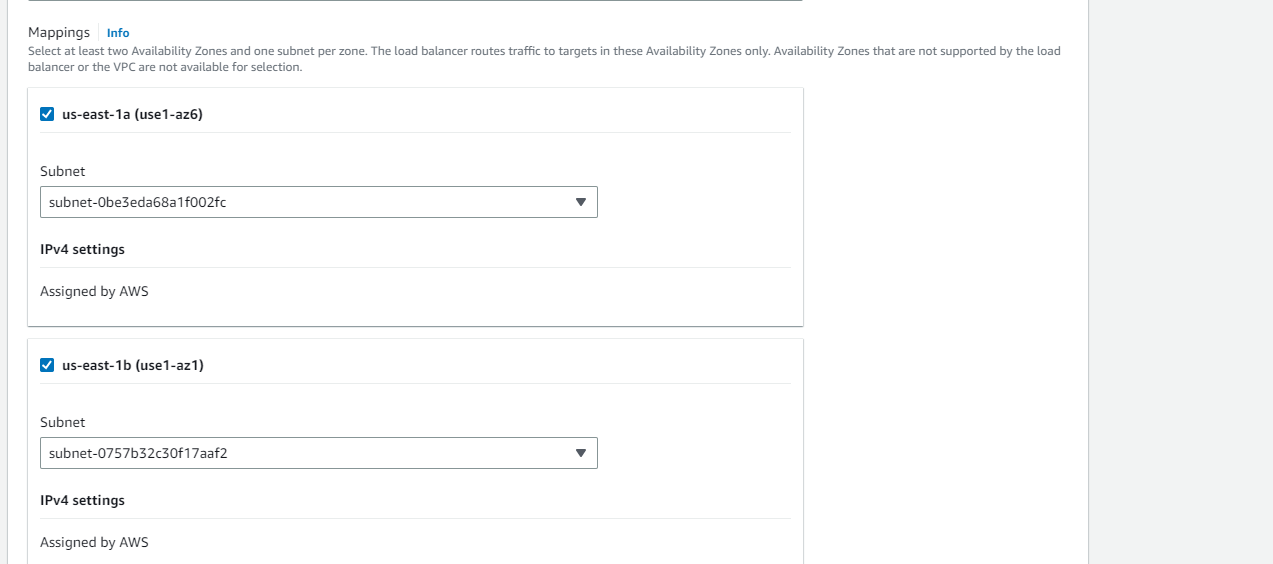 Mappings Info
Select at least two Availability Zones and one subnet per zone. The load balancer routes traffic to targets in these Availability Zones only. Availability Zones that are not supported by the load
balancer or the VPC are not available for selection.
us-east-1a (use1-az6)
Subnet
subnet-0be3eda68a1f002fc
IPv4 settings
Assigned by AWS
us-east-1b (use1-az1)
Subnet
subnet-0757b32c30f17aaf2
IPv4 settings
Assigned by AWS